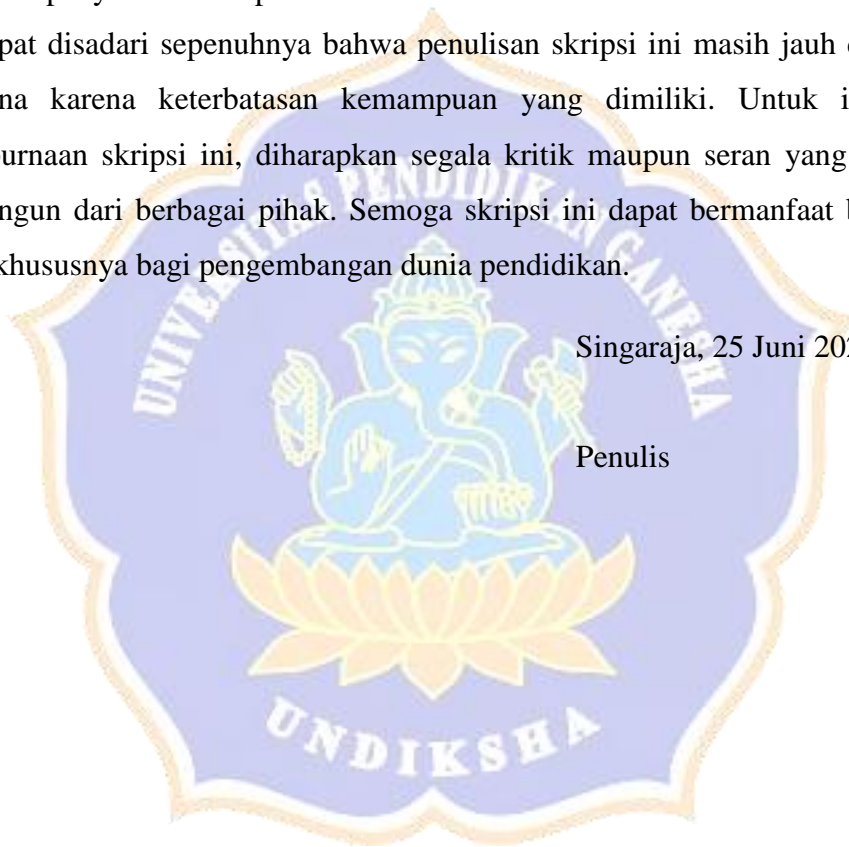 pat disadari sepenuhnya bahwa penulisan skripsi ini masih jauh
na karena keterbatasan kemampuan yang dimiliki. Untuk i
urnaan skripsi ini, diharapkan segala kritik maupun seran yang
ngun dari berbagai pihak. Semoga skripsi ini dapat bermanfaat b
khususnya bagi pengembangan dunia pendidikan.
UNIVERSITAS PENDIDIKAN GANESHA
Singaraja, 25 Juni 202
Penulis
UNDIKSHA